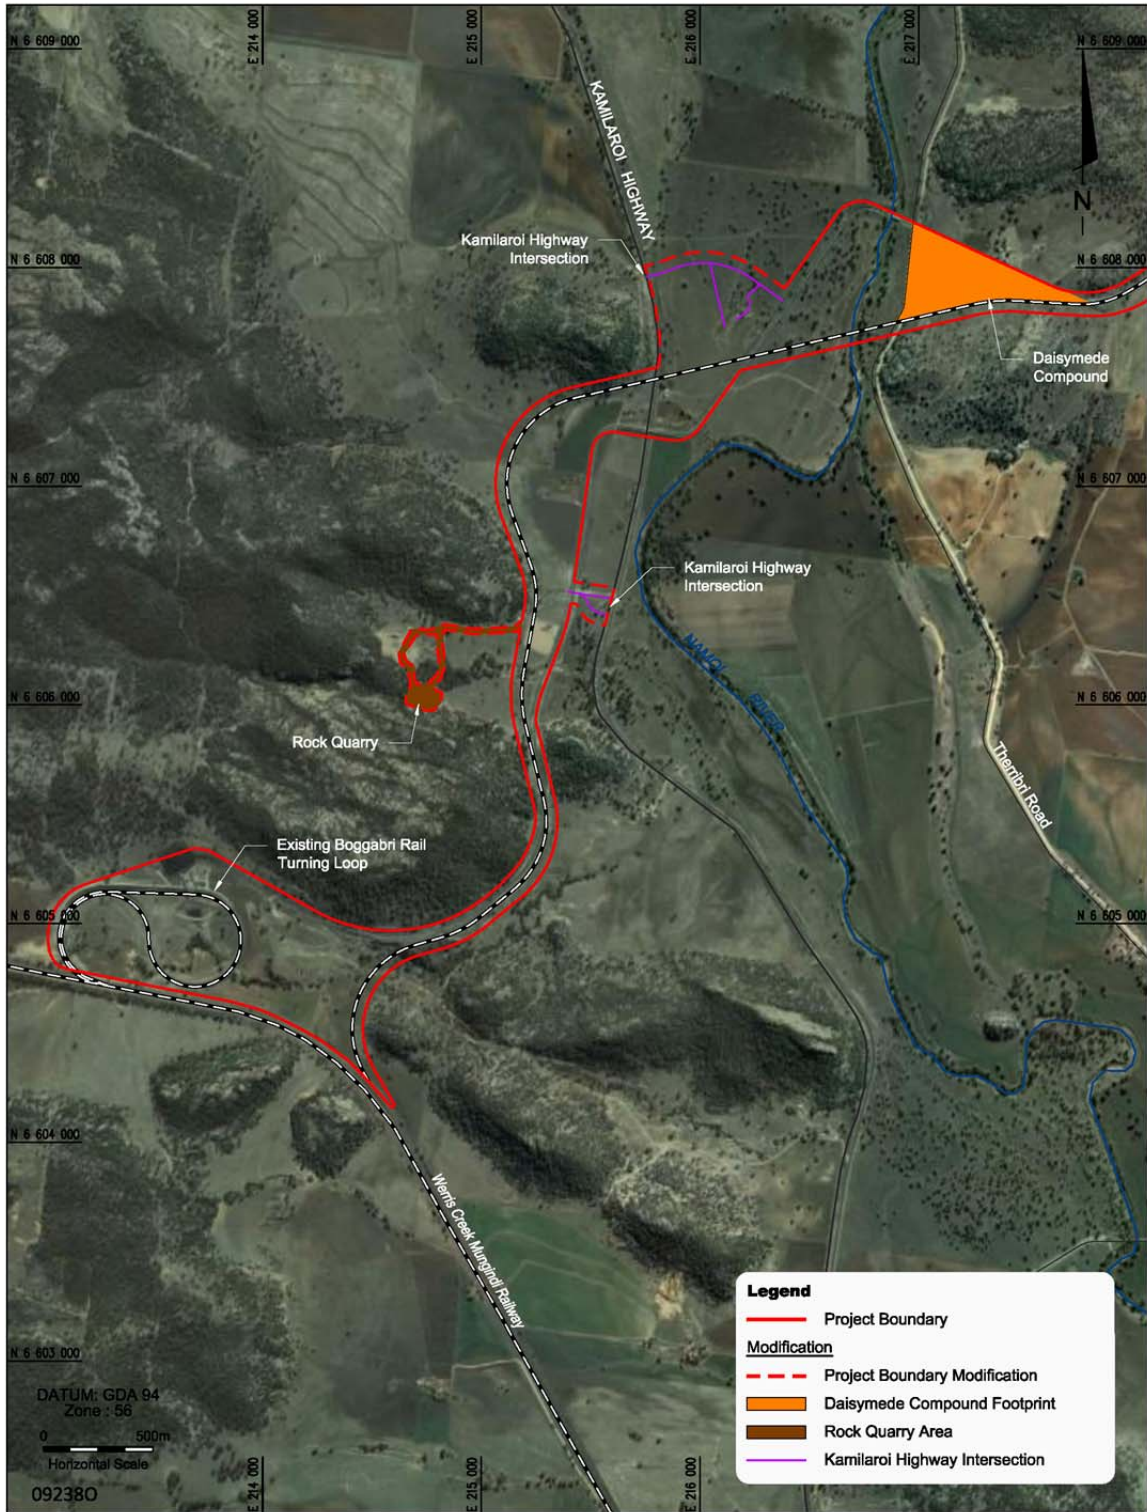 E 214 000
E 215 000
E 216 000
E 217 000
N 6 609 000
N 6 609 000
KAMILAROI HIGHWAY
N
Kamilaroi Highway
Intersection
N 6 608 000
N 6 608 000
Daisymede
Compound
N 6 607 000
N 6 607 000
Kamilaroi Highway
Intersection
NAMOI RIVER
N 6 606 000
N 6 606 000
Rock Quarry
Therribri Road
Existing Boggabri Rail
Turning Loop
N 6 605 000
N 6 605 000
N 6 604 000
Werris Creek Mungindi Railway
N 6 603 000
Legend
Project Boundary
Modification
Project Boundary Modification
Daisymede Compound Footprint
Rock Quarry Area
Kamilaroi Highway Intersection
DATUM: GDA 94
Zone : 56
0 500m
Horizontal Scale
09238O
E 214 000
E 215 000
E 216 000